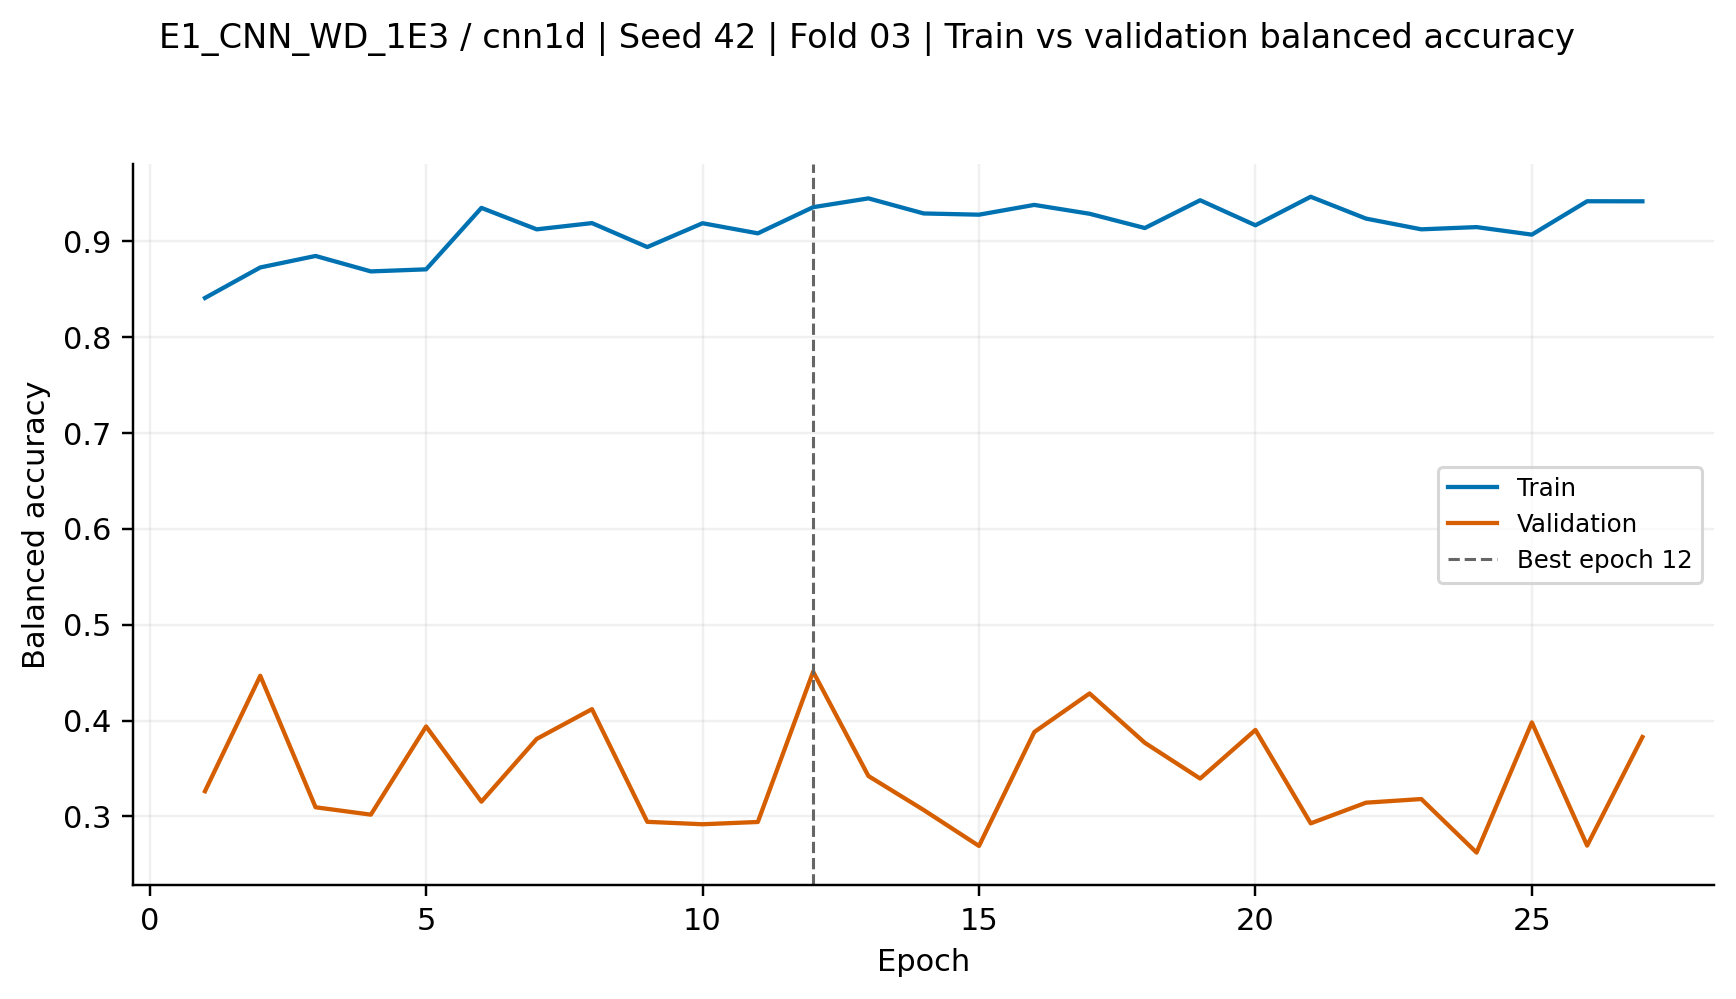 E1_CNN_WD_1E3 / cnn1d | Seed 42 | Fold 03 | Train vs validation balanced accuracy
0.9
0.8
0.7
0.6
0.5
0.4
0.3
Balanced accuracy
Train
Validation
Best epoch 12
0 5 10 15 20 25
Epoch